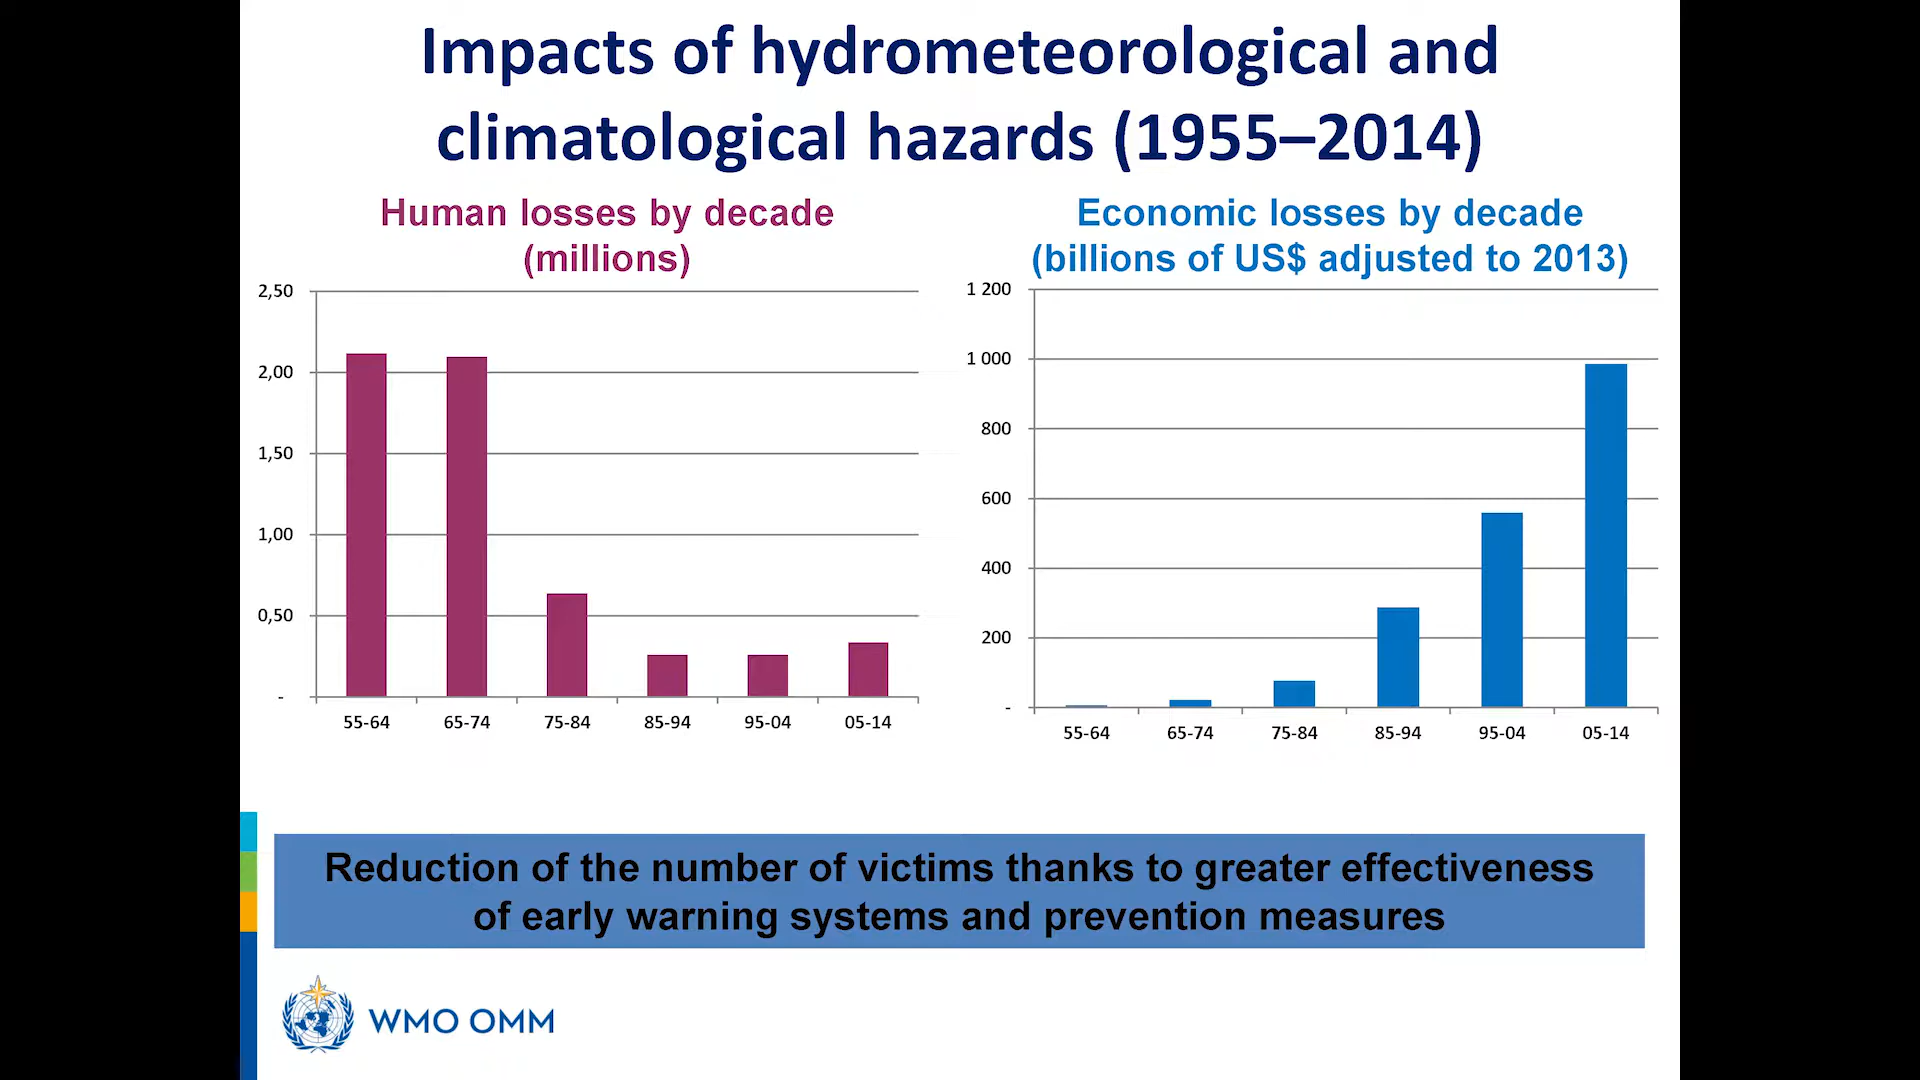 Impacts of hydrometeorological and
climatological hazards (1955–2014)
Human losses by decade
(millions)
2,50
2,00
1,50
1,00
0,50
-
55-64 65-74 75-84 85-94 95-04 05-14
Economic losses by decade
(billions of US$ adjusted to 2013)
1 200
1 000
800
600
400
200
-
55-64 65-74 75-84 85-94 95-04 05-14
Reduction of the number of victims thanks to greater effectiveness
of early warning systems and prevention measures
WMO OMM